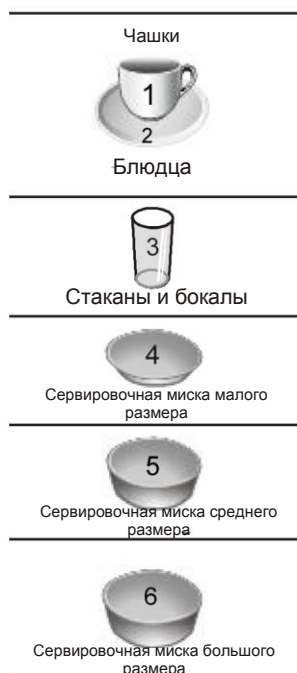 Чашки
1
2
Блюдца
3
Стаканы и бокалы
4
Сервировочная миска малого
размера
5
Сервировочная миска среднего
размера
6
Сервировочная миска большого
размера